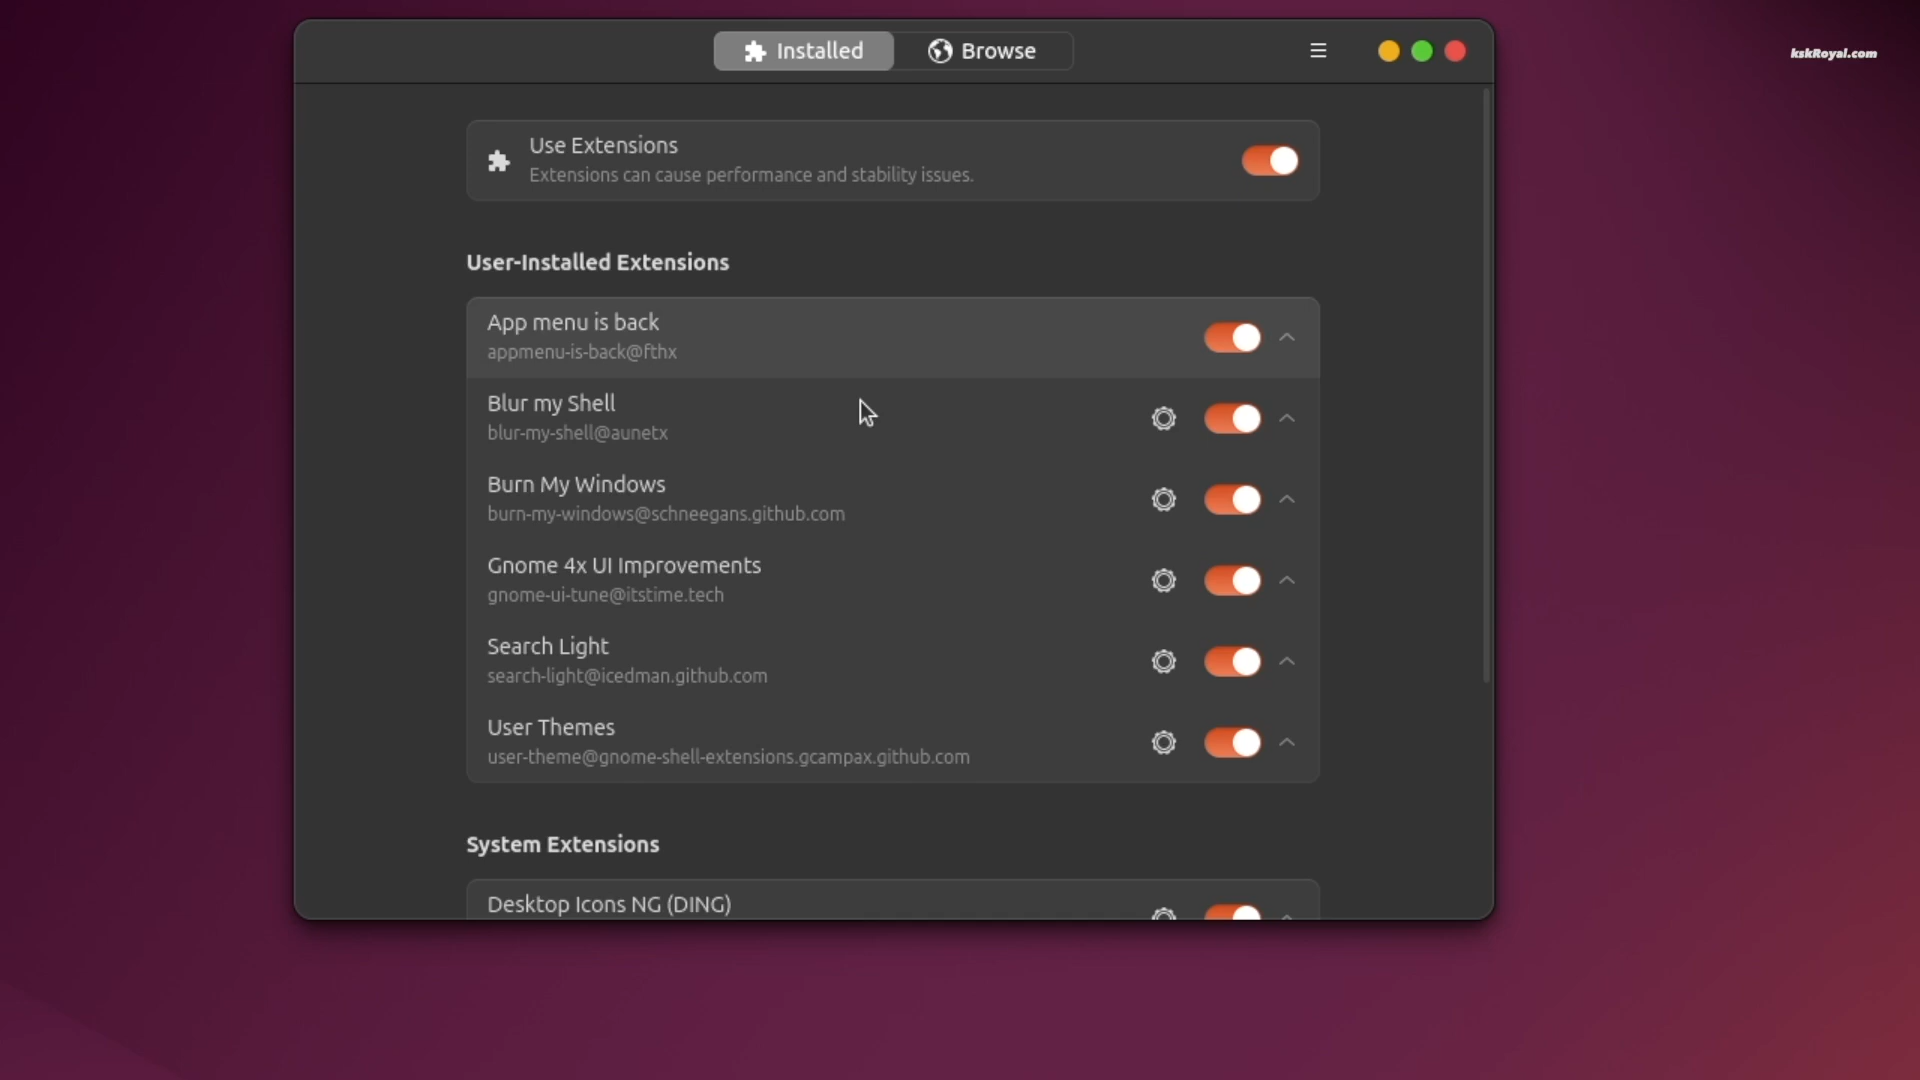 Installed
Browse
kskRoyal.com
Use Extensions
Extensions can cause performance and stability issues.
User-Installed Extensions
App menu is back
appmenu-is-back@fthx
Blur my Shell
blur-my-shell@aunetx
Burn My Windows
burn-my-windows@schneegans.github.com
Gnome 4x UI Improvements
gnome-ui-tune@itstime.tech
Search Light
search-light@icedman.github.com
User Themes
user-theme@gnome-shell-extensions.gcampax.github.com
System Extensions
Desktop Icons NG (DING)